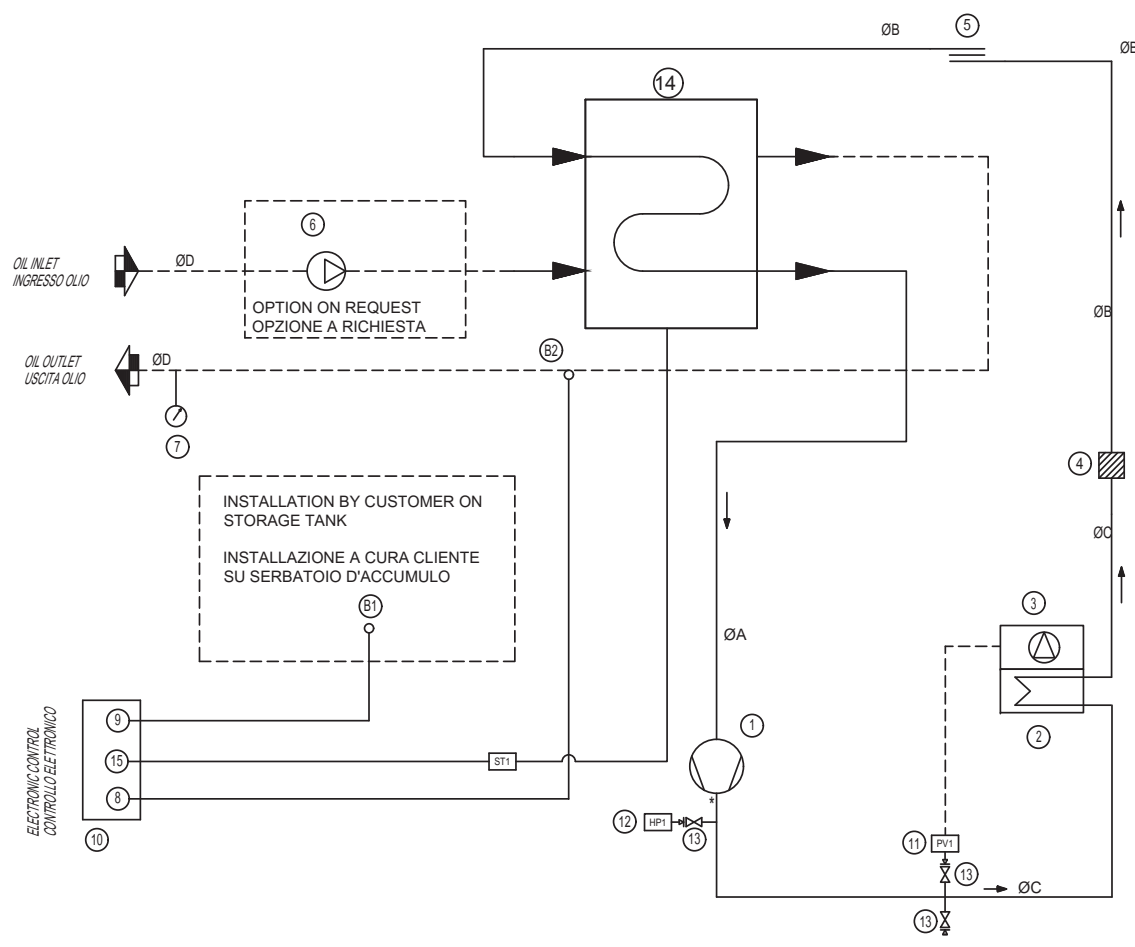 ØB
5
ØB
14
6
OIL INLET
INGRESSO OLIO
ØD
OPTION ON REQUEST
OPZIONE A RICHIESTA
ØB
OIL OUTLET
USCITA OLIO
ØD
B2
7
4
INSTALLATION BY CUSTOMER ON
STORAGE TANK
INSTALLAZIONE A CURA CLIENTE
SU SERBATOIO D'ACCUMULO
ØC
B1
3
ØA
ELECTRONIC CONTROL
CONTROLLO ELETTRONICO
9
1
2
15
ST1
8
*
12
HP1
13
10
11
PV1
13
ØC
13